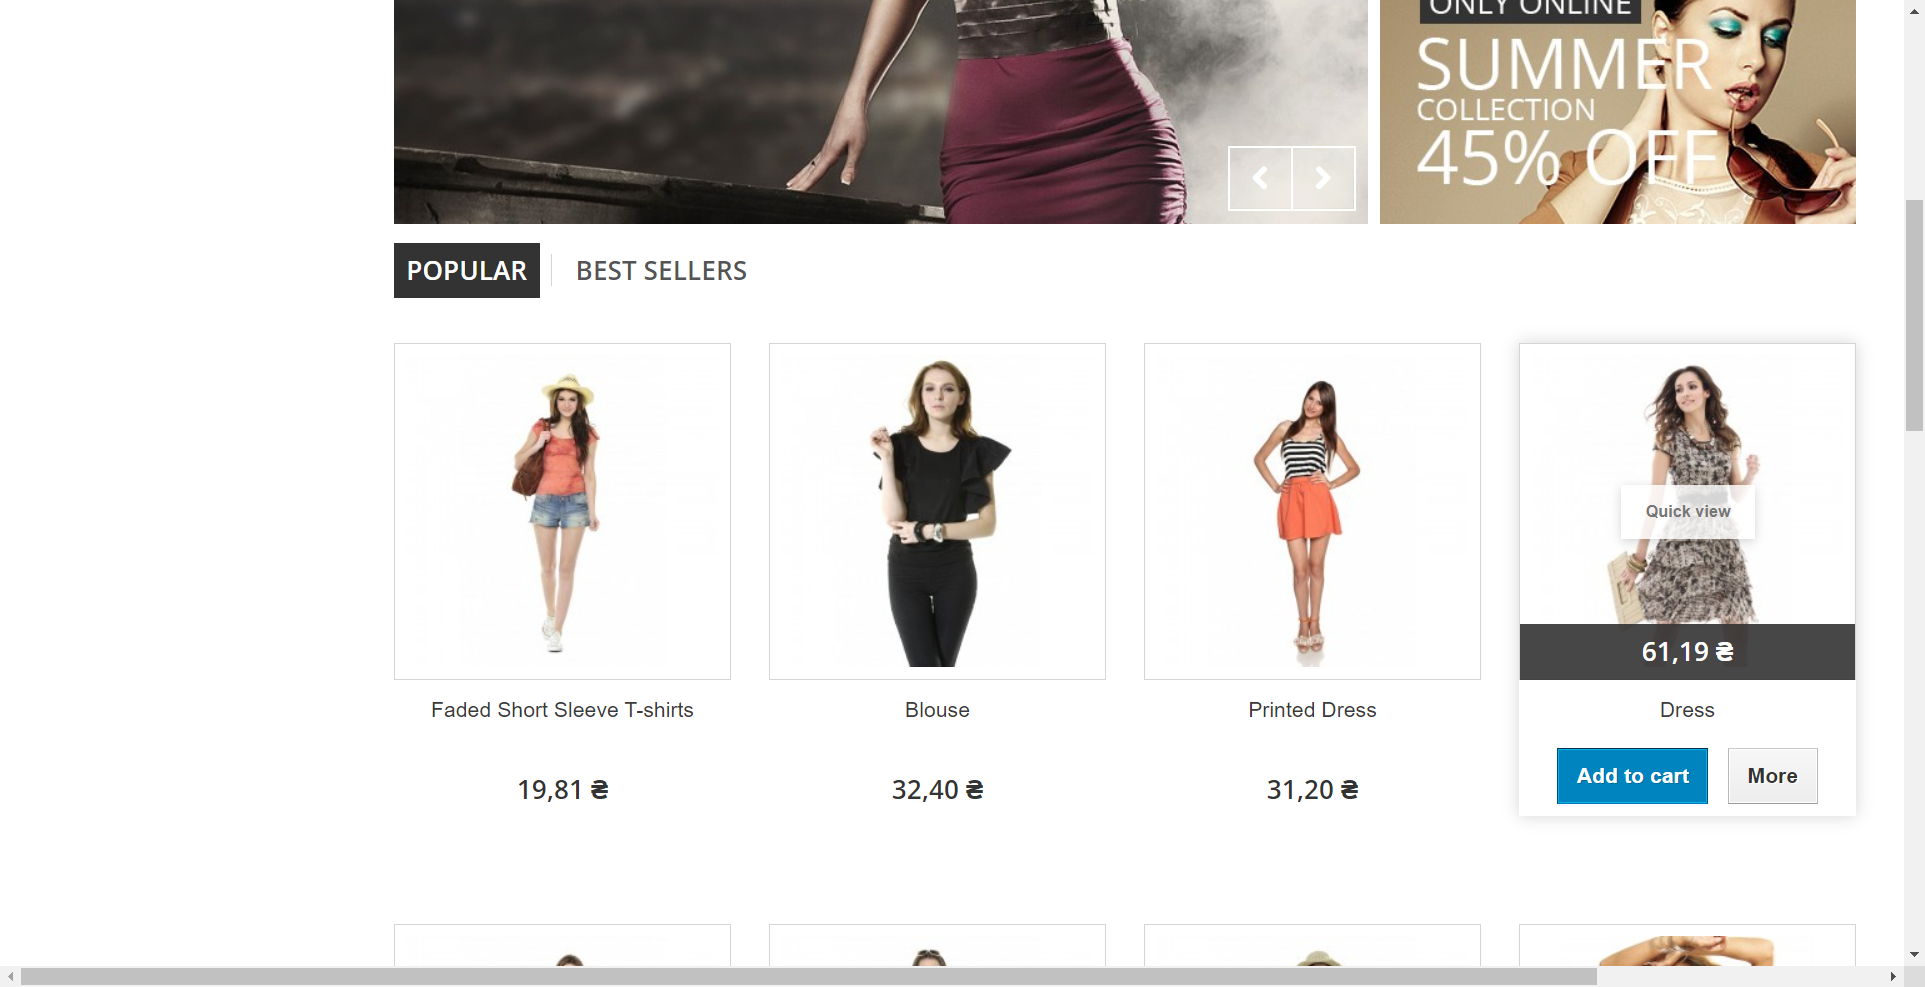 ONLY ONLINE
SUMMER
COLLECTION
45% OFF
POPULAR
BEST SELLERS
Quick view
61,19 ₴
Faded Short Sleeve T-shirts
Blouse
Printed Dress
Dress
19,81 ₴
32,40 ₴
31,20 ₴
Add to cart
More